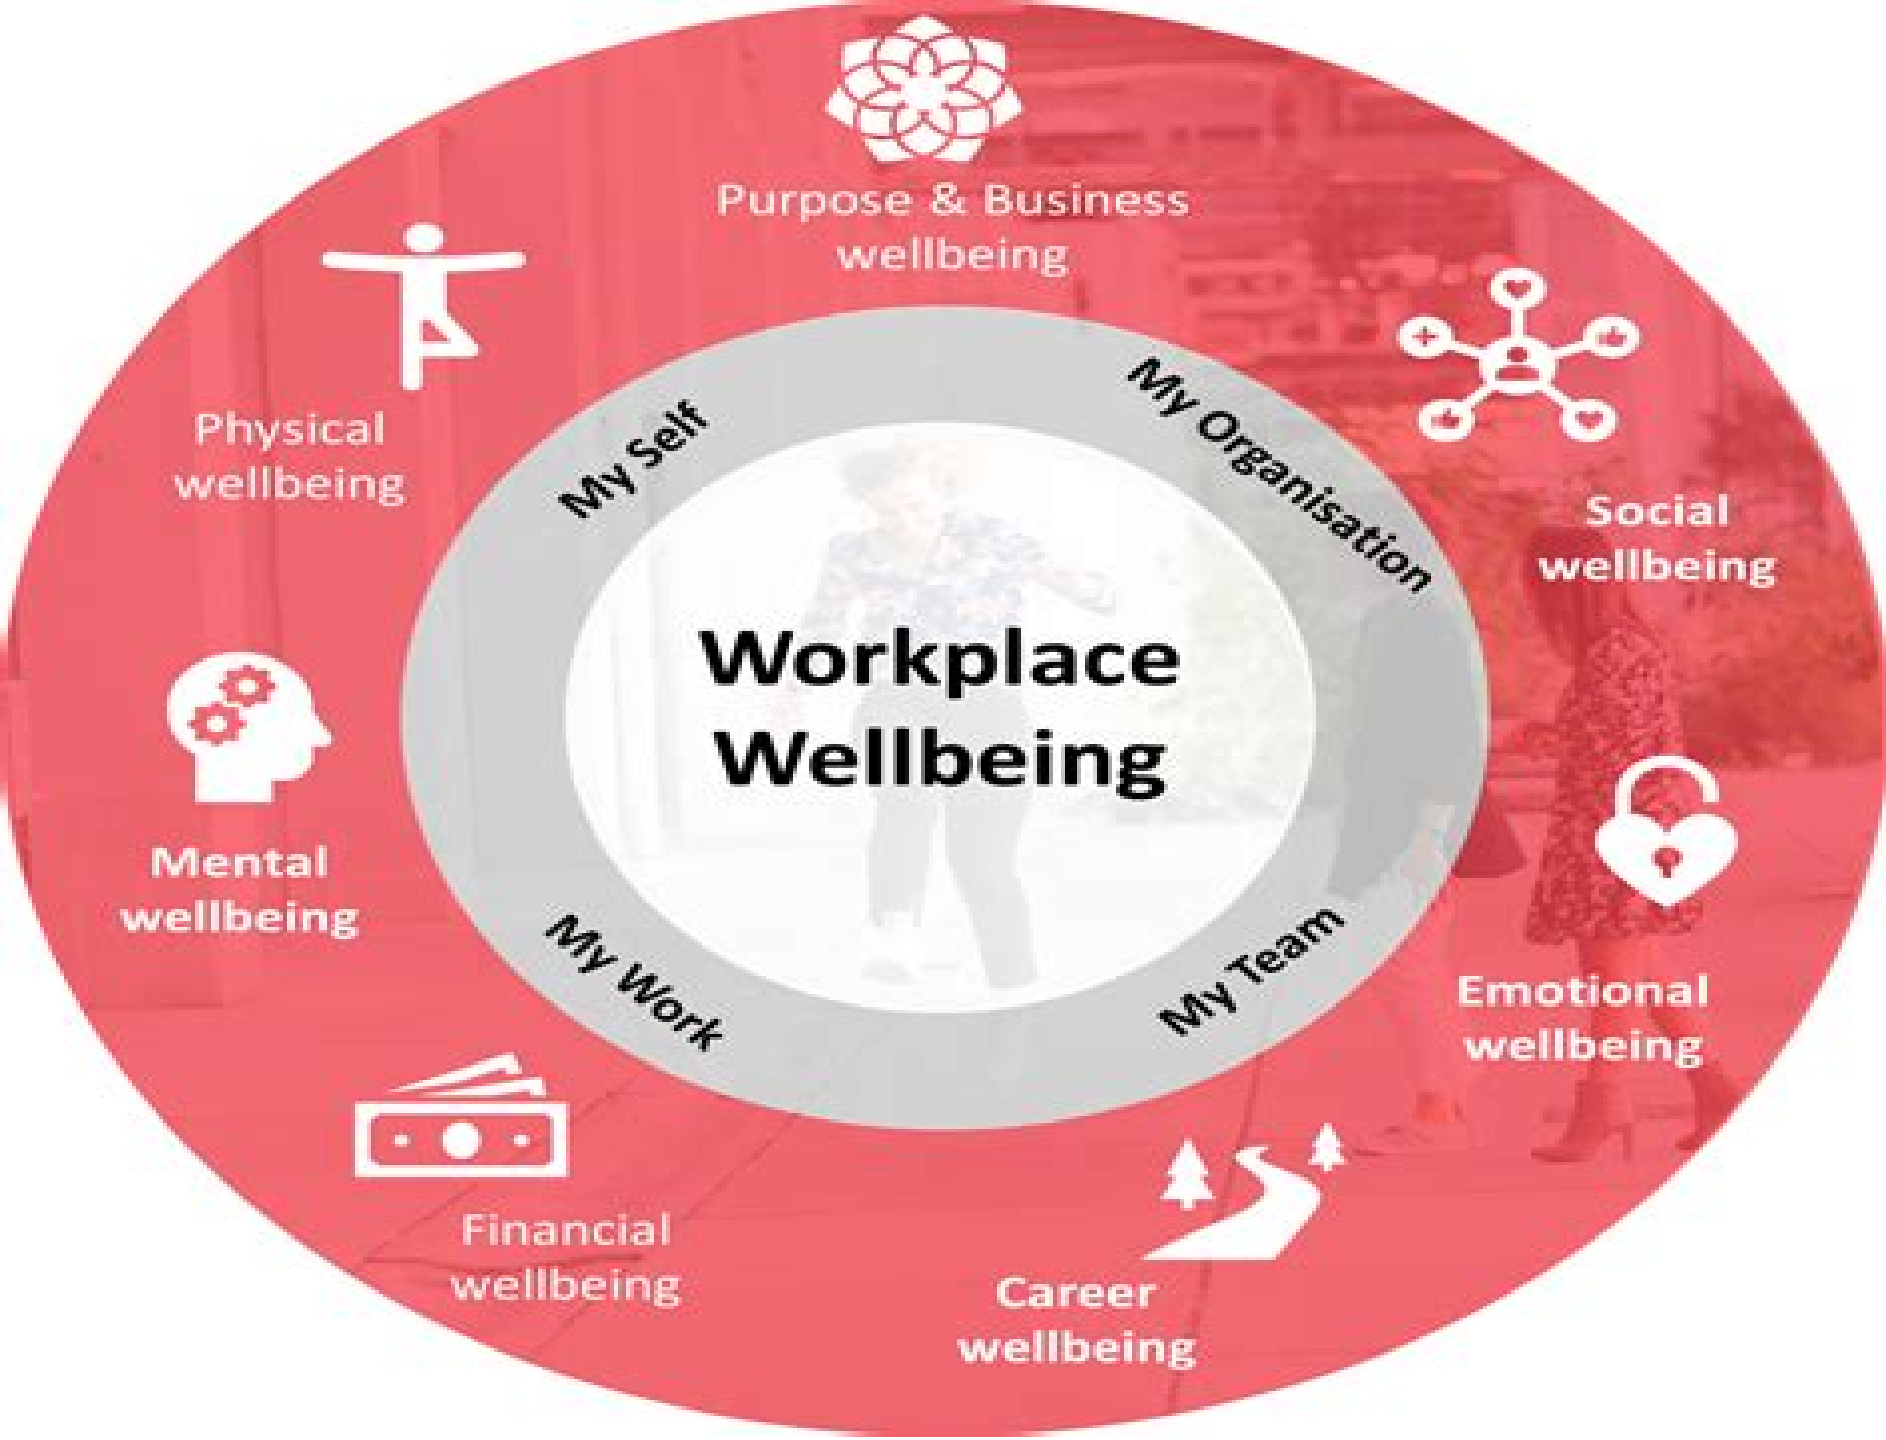 Purpose & Business
wellbeing
Physical
wellbeing
My Self
My Organisation
Social
wellbeing
Workplace
Wellbeing
Mental
wellbeing
My Work
My Team
Emotional
wellbeing
Financial
wellbeing
Career
wellbeing